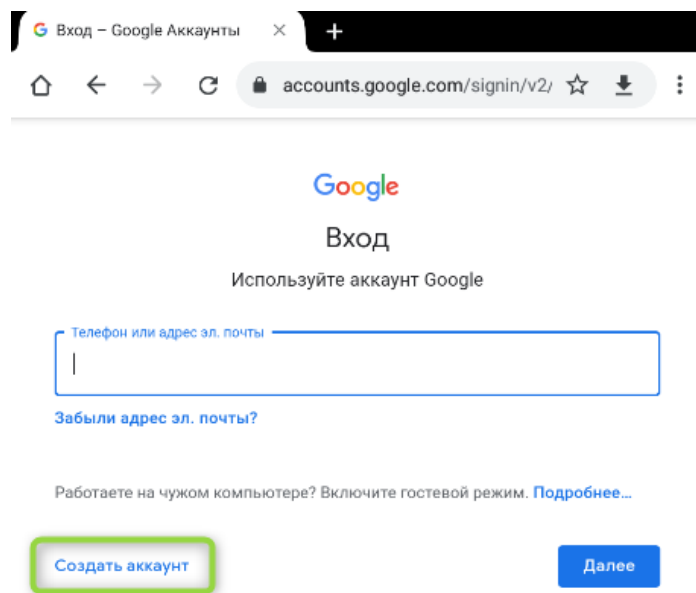 Вход – Google Аккаунты
accounts.google.com/signin/v2/
Google
Вход
Используйте аккаунт Google
Телефон или адрес эл. почты
Забыли адрес эл. почты?
Работаете на чужом компьютере? Включите гостевой режим. Подробнее...
Создать аккаунт
Далее